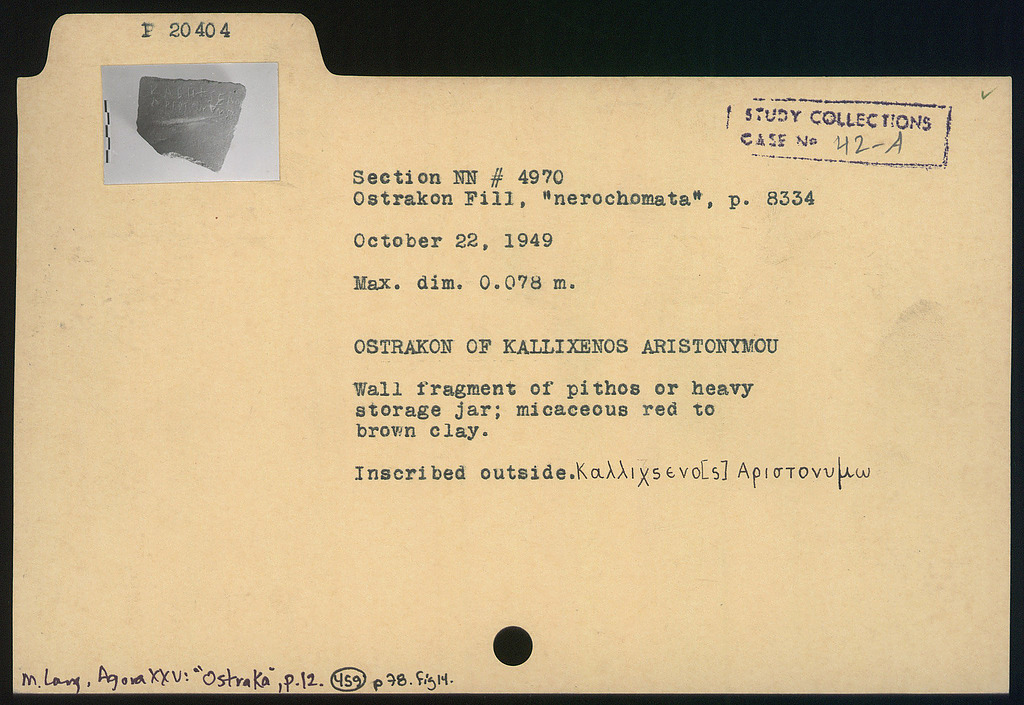 P 20404
STUDY COLLECTIONS
CASE No 42-A
Section NN # 4970
Ostrakon Fill, "nerochomata", p. 8334
October 22, 1949
Max. dim. 0.078 m.
OSTRAKON OF KALLIXENOS ARISTONYMOU
Wall fragment of pithos or heavy
storage jar; micaceous red to
brown clay.
Inscribed outside. Καλλιχσενο[ς] Αριστονυμω
M. Lang, Agora XXV: "Ostraka", p.12. 459 p 78. fig 14.